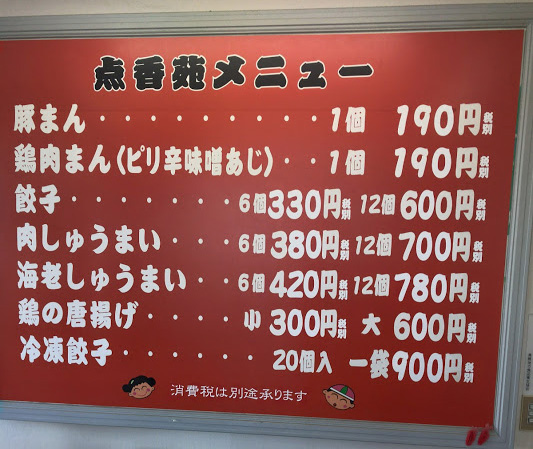 点香苑メニュー
豚まん・・・・・・・・・1個 190円税別
鶏肉まん(ピリ辛味噌あじ)・・1個 190円税別
餃子・・・・・・・6個330円税別 12個600円税別
肉しゅうまい・・・6個380円税別 12個700円税別
海老しゅうまい・・6個420円税別 12個780円税別
鶏の唐揚げ・・・・小 300円税別 大 600円税別
冷凍餃子・・・・・・20個入 一袋900円税別
消費税は別途承ります